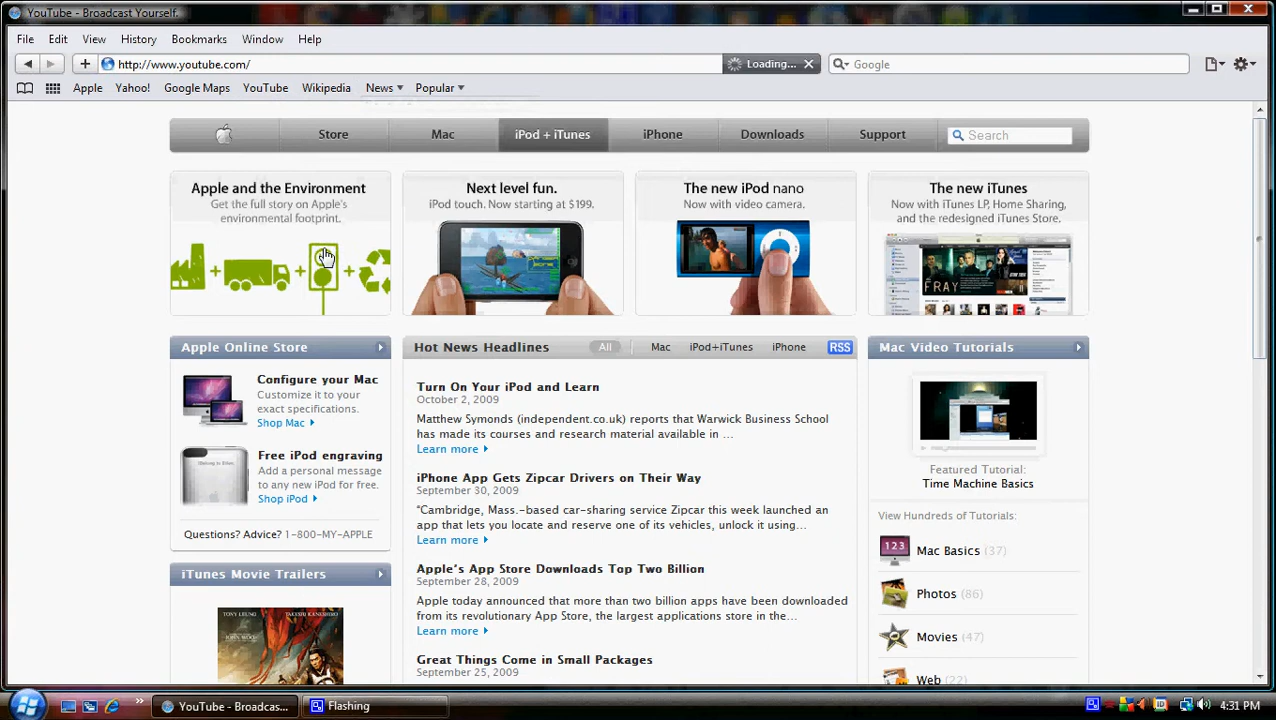 YouTube - Broadcast Yourself.
File Edit View History Bookmarks Window Help
http://www.youtube.com/ Loading... Google
Apple Yahoo! Google Maps YouTube Wikipedia News Popular
Store Mac iPod + iTunes iPhone Downloads Support Search
Apple and the Environment
Get the full story on Apple's
environmental footprint.
Next level fun.
iPod touch. Now starting at $199.
The new iPod nano
Now with video camera.
The new iTunes
Now with iTunes LP, Home Sharing,
and the redesigned iTunes Store.
FRAY
Apple Online Store
Configure your Mac
Customize it to your
exact specifications.
Shop Mac
Free iPod engraving
Add a personal message
to any new iPod for free.
Shop iPod
Questions? Advice? 1-800-MY-APPLE
iTunes Movie Trailers
TONY LEUNG TAKESHI KANESHIRO
Hot News Headlines All Mac iPod+iTunes iPhone RSS
Turn On Your iPod and Learn
October 2, 2009
Matthew Symonds (independent.co.uk) reports that Warwick Business School
has made its courses and research material available in ...
Learn more
iPhone App Gets Zipcar Drivers on Their Way
September 30, 2009
“Cambridge, Mass.-based car-sharing service Zipcar this week launched an
app that lets you locate and reserve one of its vehicles, unlock it using...
Learn more
Apple’s App Store Downloads Top Two Billion
September 28, 2009
Apple today announced that more than two billion apps have been downloaded
from its revolutionary App Store, the largest applications store in the...
Learn more
Great Things Come in Small Packages
September 25, 2009
Mac Video Tutorials
Featured Tutorial:
Time Machine Basics
View Hundreds of Tutorials:
123 Mac Basics (37)
Photos (86)
Movies (47)
Web (22)
YouTube - Broadcas... Flashing 4:31 PM